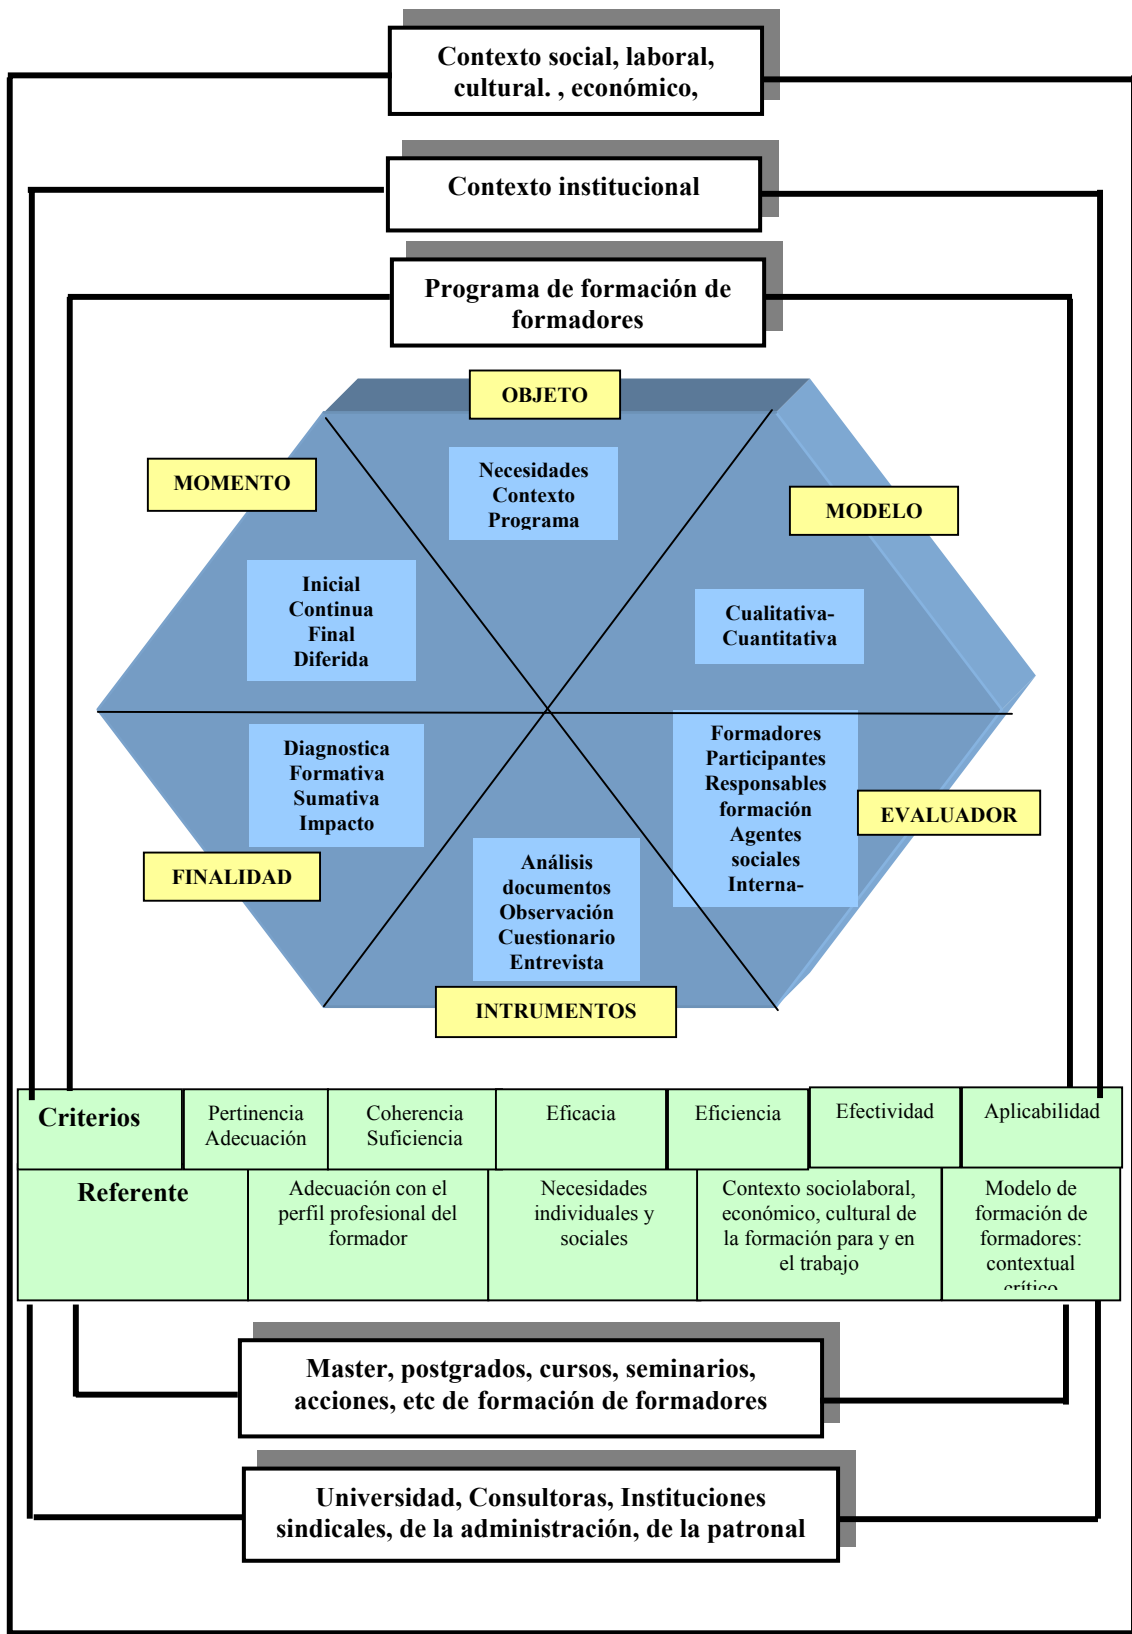 Contexto social, laboral,
cultural. , económico,
Contexto institucional
Programa de formación de
formadores
OBJETO
MOMENTO
Necesidades
Contexto
Programa
MODELO
Inicial
Continua
Final
Diferida
Cualitativa-
Cuantitativa
Diagnostica
Formativa
Sumativa
Impacto
Formadores
Participantes
Responsables
formación
Agentes
sociales
Interna-
EVALUADOR
FINALIDAD
Análisis
documentos
Observación
Cuestionario
Entrevista
INTRUMENTOS
Criterios
Pertinencia
Adecuación
Coherencia
Suficiencia
Eficacia
Eficiencia
Efectividad
Aplicabilidad
Referente
Adecuación con el
perfil profesional del
formador
Necesidades
individuales y
sociales
Contexto sociolaboral,
económico, cultural de
la formación para y en
el trabajo
Modelo de
formación de
formadores:
contextual
crítico
Master, postgrados, cursos, seminarios,
acciones, etc de formación de formadores
Universidad, Consultoras, Instituciones
sindicales, de la administración, de la patronal